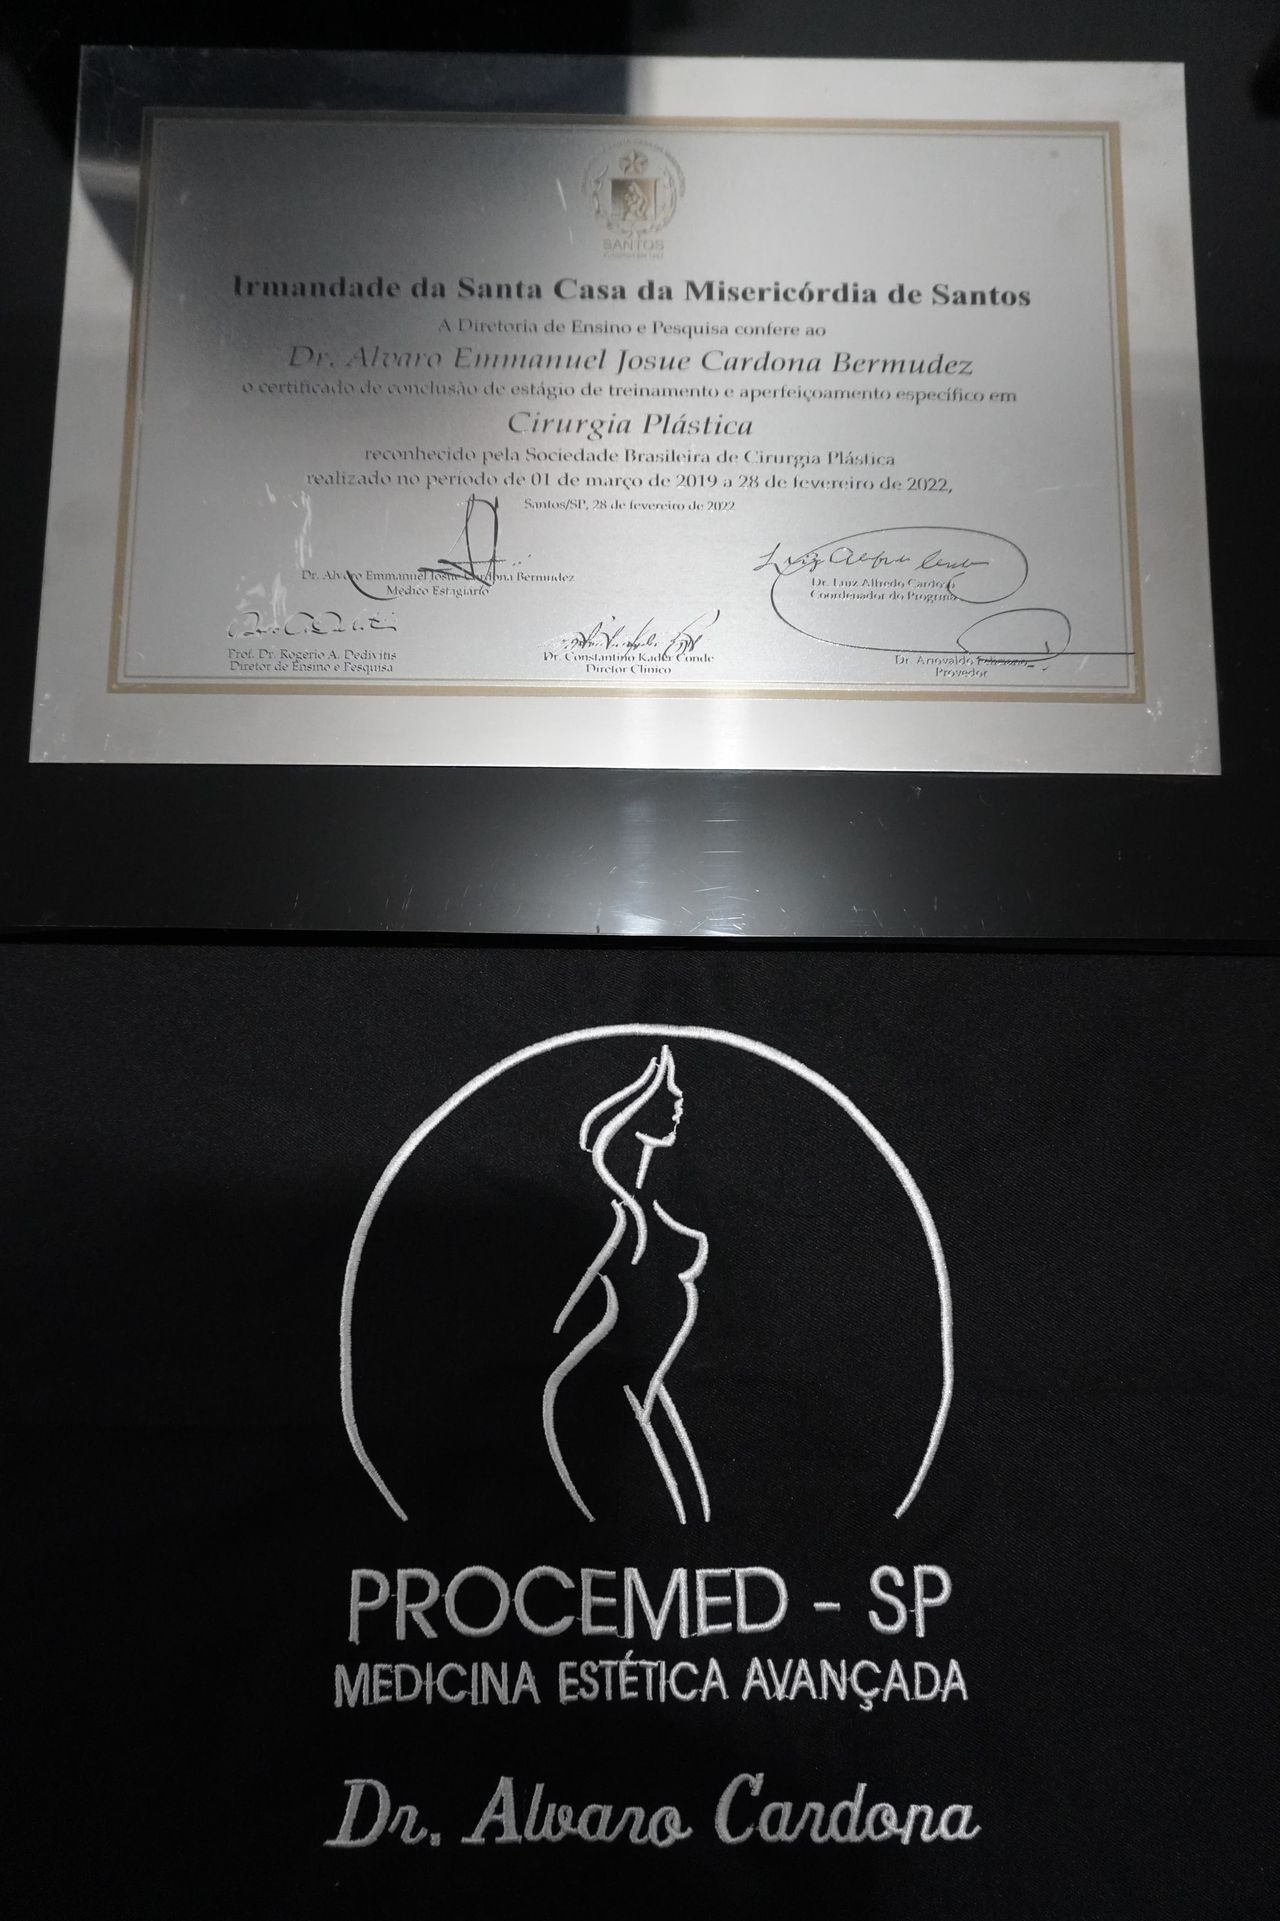 SANTOS
Irmandade da Santa Casa da Misericórdia de Santos
A Diretoria de Ensino e Pesquisa confere ao
Dr. Alvaro Emmanuel Josue Cardona Bermudez
o certificado de conclusão de estágio de treinamento e aperfeiçoamento específico em
Cirurgia Plástica
reconhecido pela Sociedade Brasileira de Cirurgia Plástica
realizado no período de 01 de março de 2019 a 28 de fevereiro de 2022,
Santos/SP, 28 de fevereiro de 2022
Dr. Alvaro Emmanuel Josue Cardona Bermudez
Medico Estagiario
Dr. Luiz Alfredo Cardoso
Coordenador do Programa
Prof. Dr. Rogerio A. Dedivitis
Diretor de Ensino e Pesquisa
Dr. Constantino Kader Conde
Diretor Clinico
Dr. Ariovaldo
Provedor
PROCEMED - SP
MEDICINA ESTÉTICA AVANÇADA
Dr. Alvaro Cardona